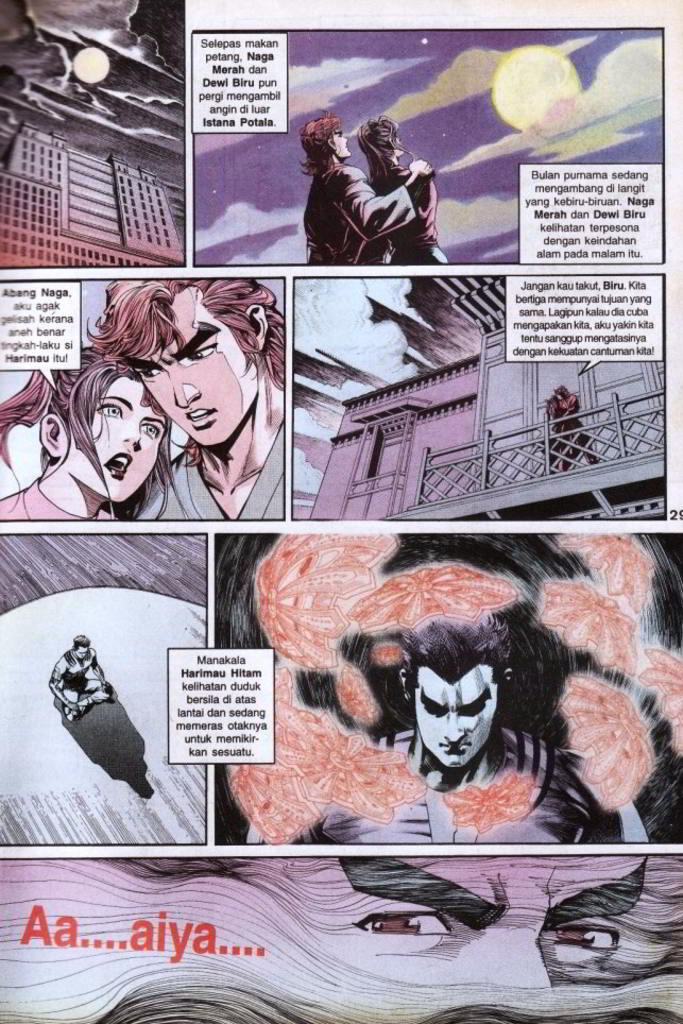 Selepas makan
petang, Naga
Merah dan
Dewi Biru pun
pergi mengambil
angin di luar
Istana Potala.
Bulan purnama sedang
mengambang di langit
yang kebiru-biruan. Naga
Merah dan Dewi Biru
kelihatan terpesona
dengan keindahan
alam pada malam itu.
Abang Naga,
aku agak
gelisah kerana
aneh benar
tingkah-laku si
Harimau itu!
Jangan kau takut, Biru. Kita
bertiga mempunyai tujuan yang
sama. Lagipun kalau dia cuba
mengapakan kita, aku yakin kita
tentu sanggup mengatasinya
dengan kekuatan cantuman kita!
29
Manakala
Harimau Hitam
kelihatan duduk
bersila di atas
lantai dan sedang
memeras otaknya
untuk memikir-
kan sesuatu.
Aa....aiya....